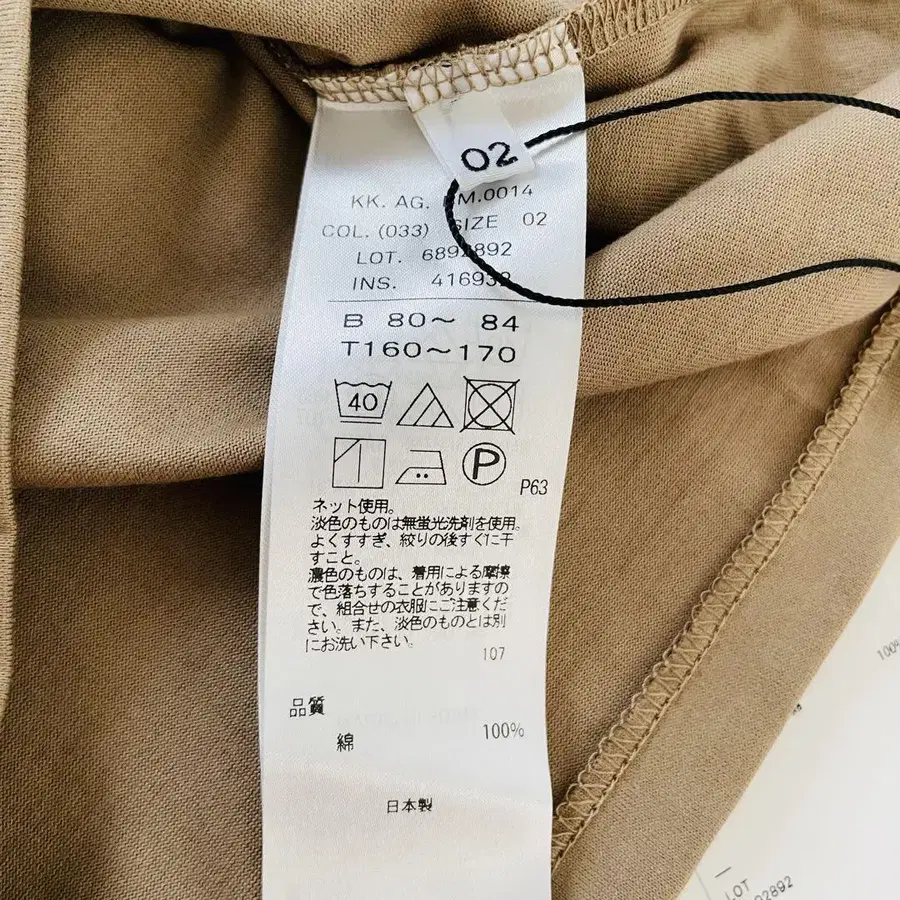 02
KK. AG. M.0014
COL. (033) SIZE 02
LOT. 6892892
INS. 416932
B 80〜 84
T160〜170
40
P
P63
ネット使用。
淡色のものは無蛍光洗剤を使用。
よくすすぎ、絞りの後すぐに干
すこと。
濃色のものは、着用による摩擦
で色落ちすることがありますの
で、組合せの衣服にご注意くだ
さい。また、淡色のものとは別
にお洗い下さい。
107
品質
綿 100%
日本製
100%
LOT
02892